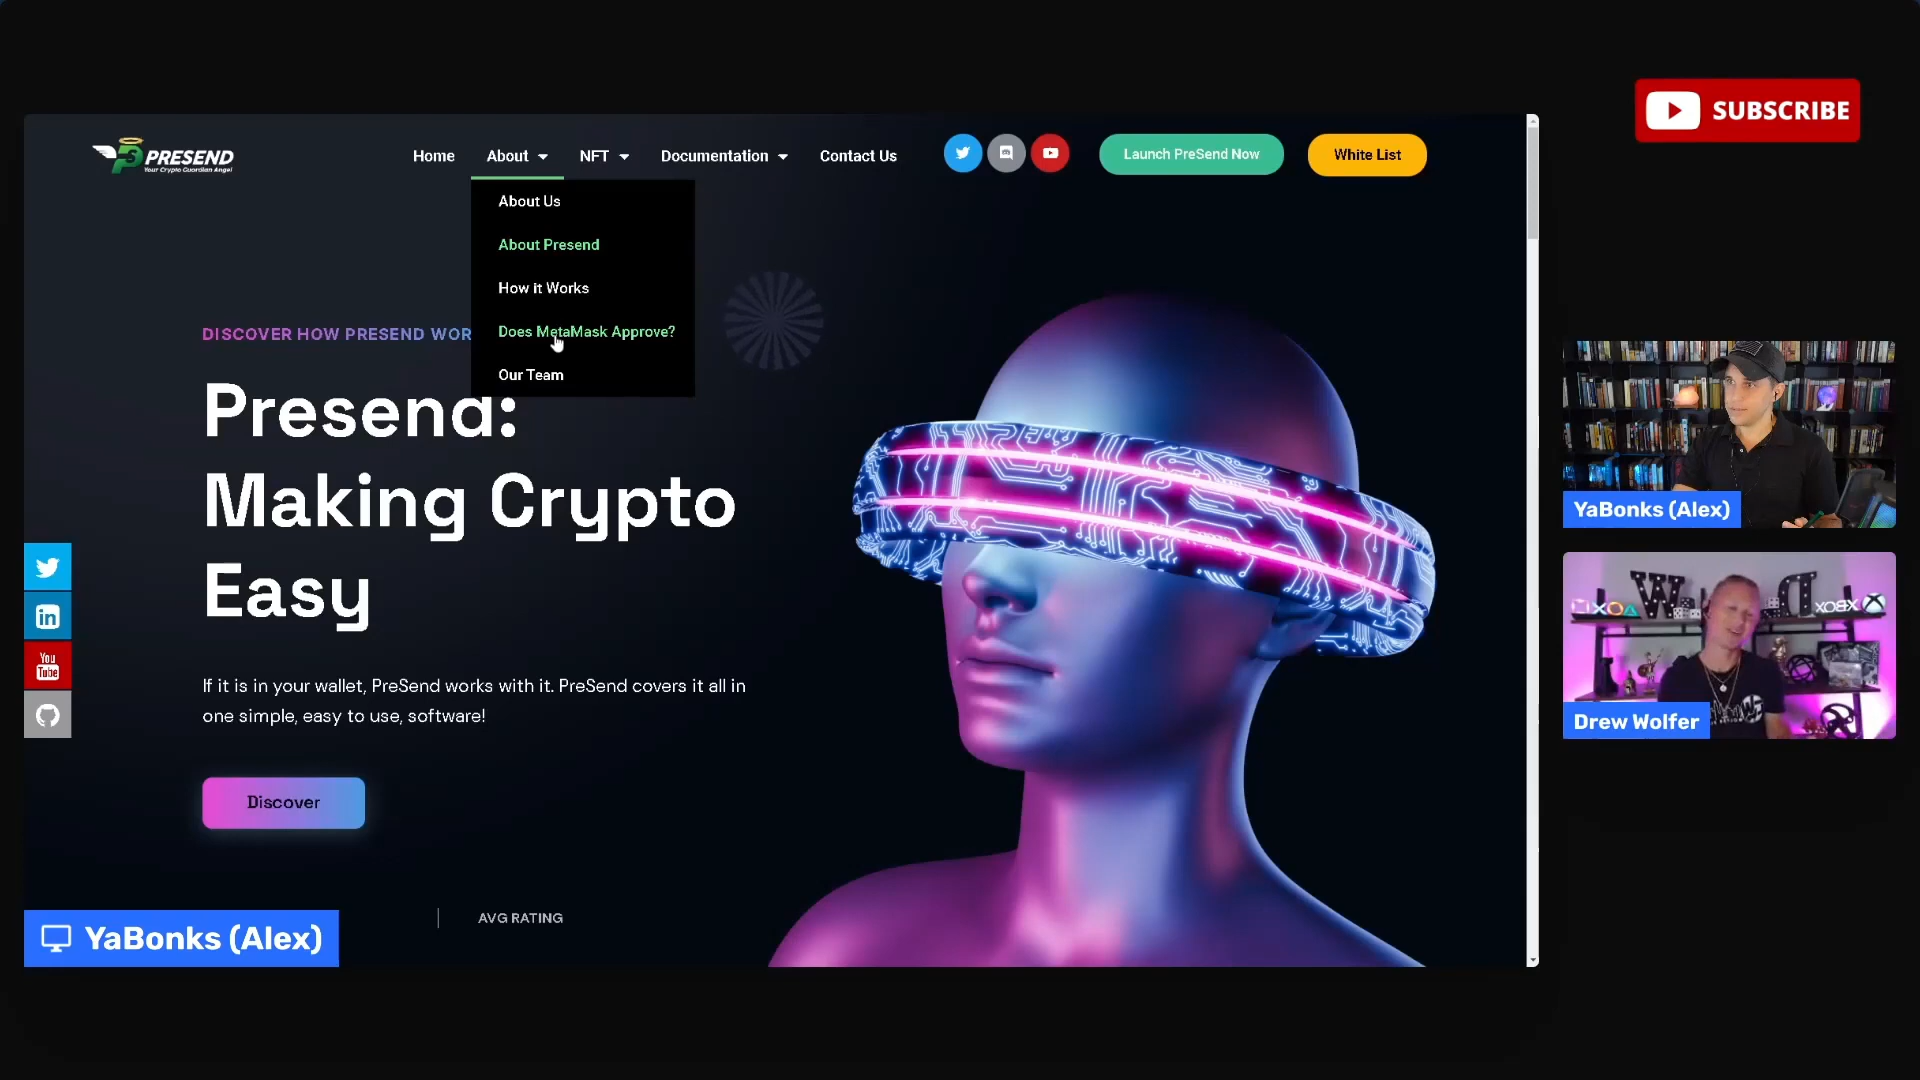 SUBSCRIBE
PRESEND
Your Crypto Guardian Angel
Home
About
NFT
Documentation
Contact Us
Launch PreSend Now
White List
About Us
About Presend
How it Works
Does MetaMask Approve?
Our Team
DISCOVER HOW PRESEND WOR
Presend:
Making Crypto
Easy
If it is in your wallet, PreSend works with it. PreSend covers it all in
one simple, easy to use, software!
Discover
AVG RATING
You
Tube
in
YaBonks (Alex)
YaBonks (Alex)
W
D
XBOX
Drew Wolfer